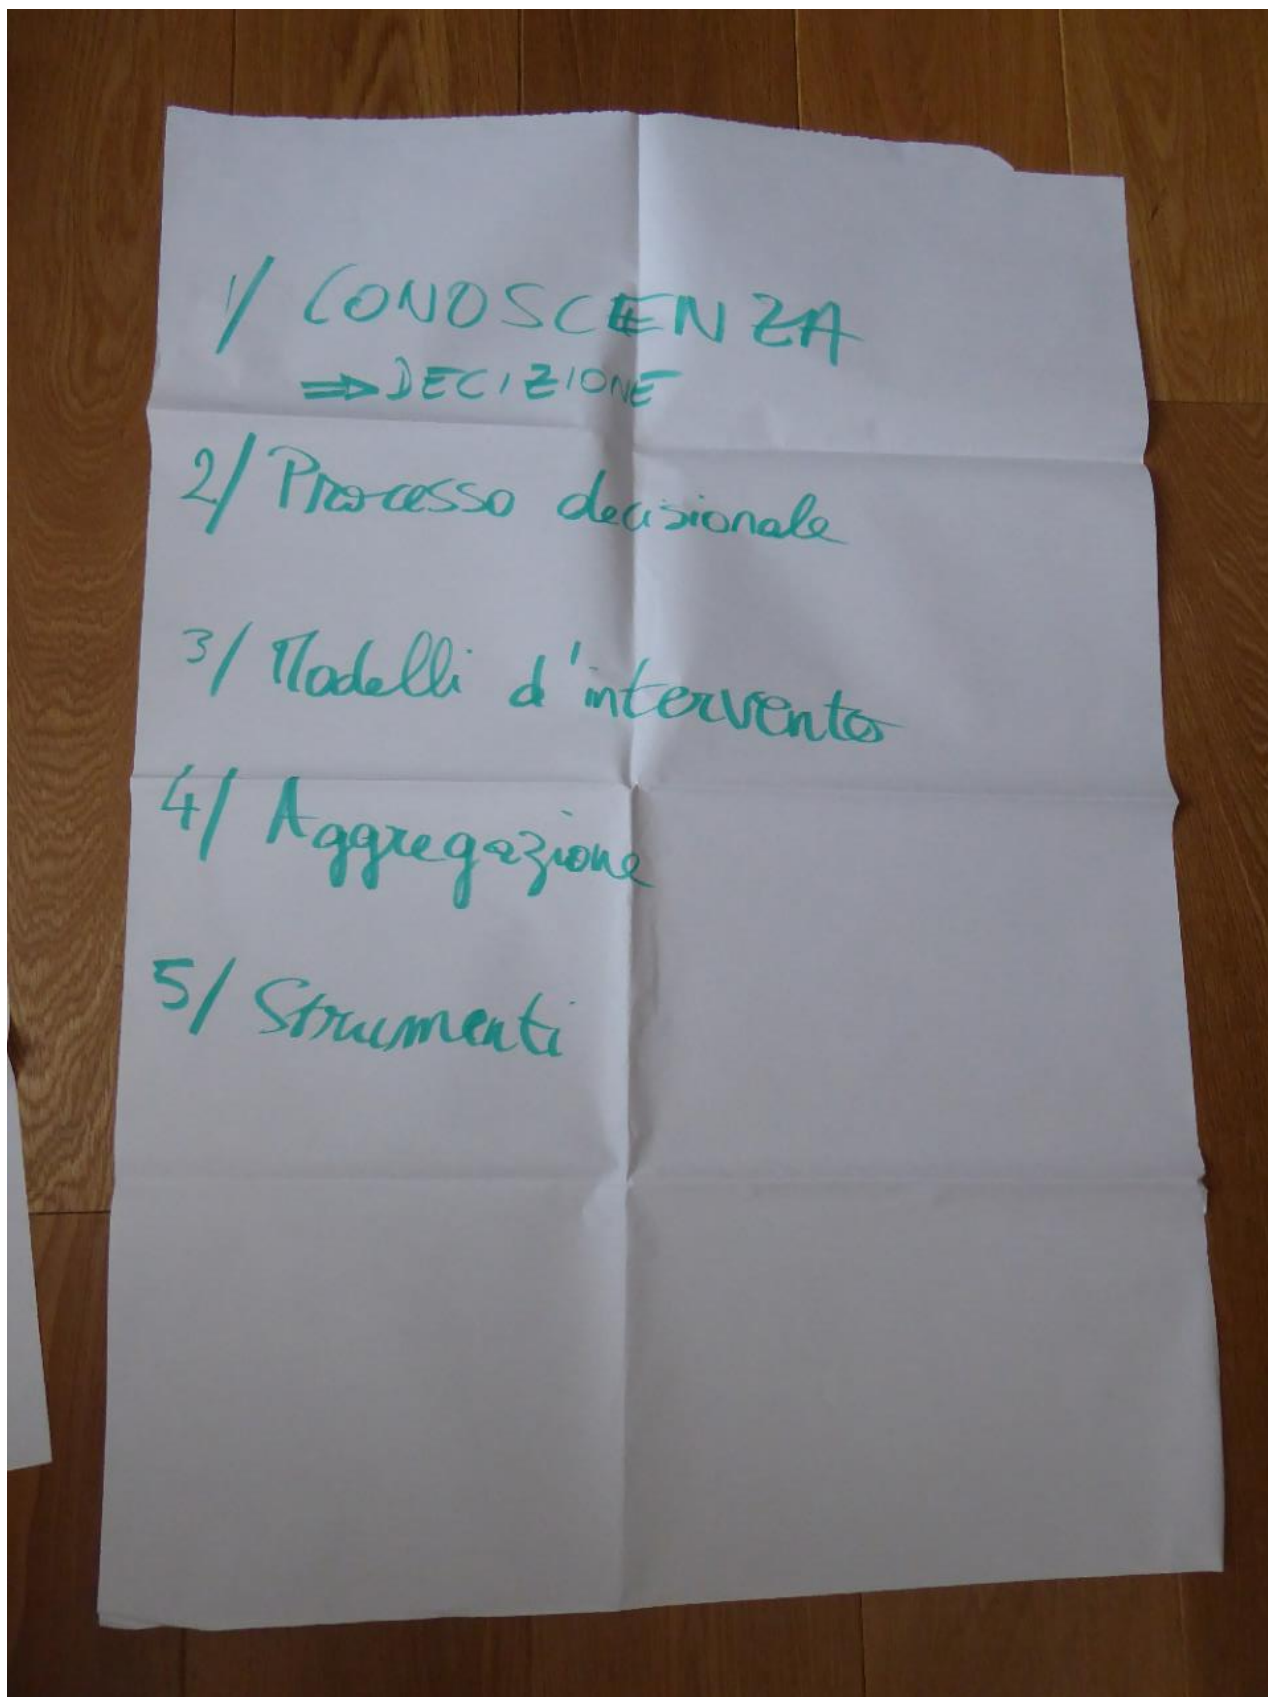 1/ CONOSCENZA
⇒ DECIZIONE
2/ Processo decisionale
3/ Modelli d'intervento
4/ Aggregazione
5/ Strumenti